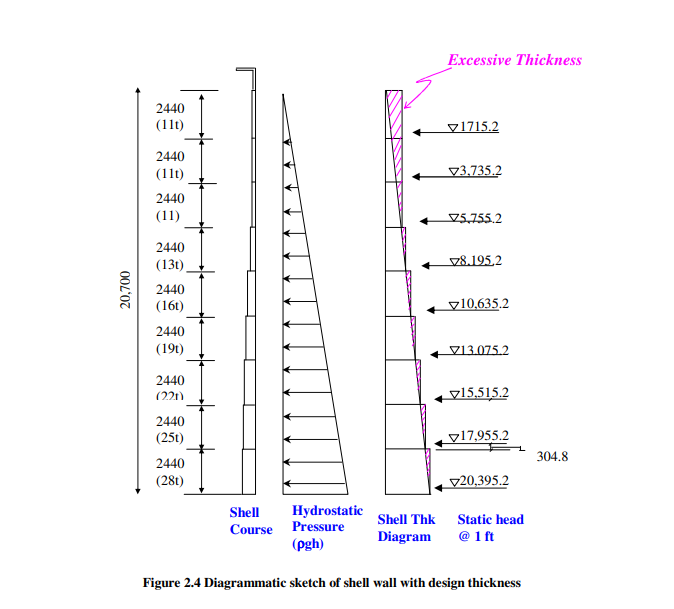 Excessive Thickness
2440
(11t)
▽1715.2
2440
(11t)
▽3,735.2
2440
(11)
▽5,755.2
2440
(13t)
▽8,195.2
20,700
2440
(16t)
▽10,635.2
2440
(19t)
▽13,075.2
2440
(22t)
▽15,515.2
2440
(25t)
▽17,955.2
304.8
2440
(28t)
▽20,395.2
Shell
Course
Hydrostatic
Pressure
(ρgh)
Shell Thk
Diagram
Static head
@ 1 ft
Figure 2.4 Diagrammatic sketch of shell wall with design thickness